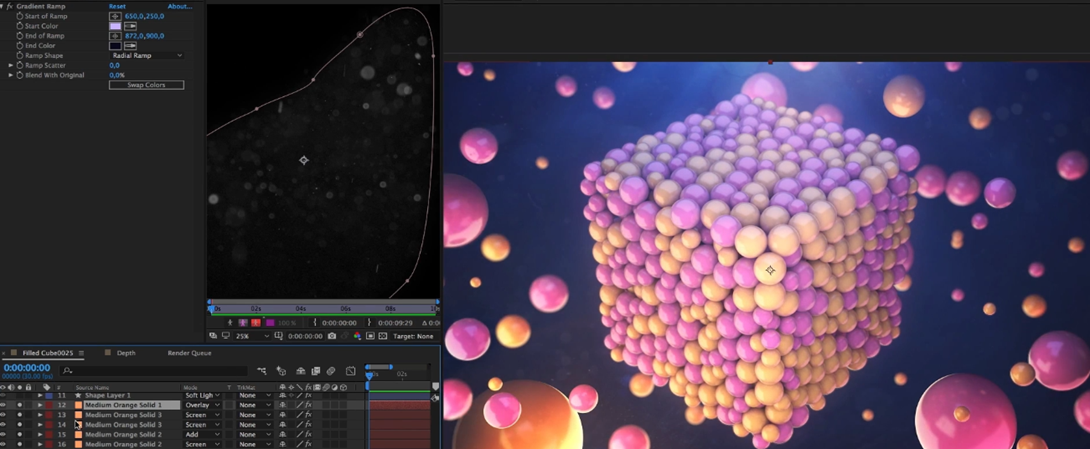 Gradient Ramp Reset About...
Start of Ramp 650,0,250,0
Start Color
End of Ramp 872,0,900,0
End Color
Ramp Shape Radial Ramp
Ramp Scatter 0,0
Blend With Original 0,0%
Swap Colors
0s 02s 04s 06s 08s
100 % 0:00:00:00 0:00:09:29 Δ 0:0
25% 0:00:00:00 Target: None
Filled Cube0025 Depth Render Queue
0:00:00:00
00000 (30.00 fps)
02s
# Source Name Mode T TrkMat
11 Shape Layer 1 Soft Ligh None
12 Medium Orange Solid 1 Overlay None
13 Medium Orange Solid 3 Screen None
14 Medium Orange Solid 3 Screen None
15 Medium Orange Solid 2 Add None
16 Medium Orange Solid 2 Screen None